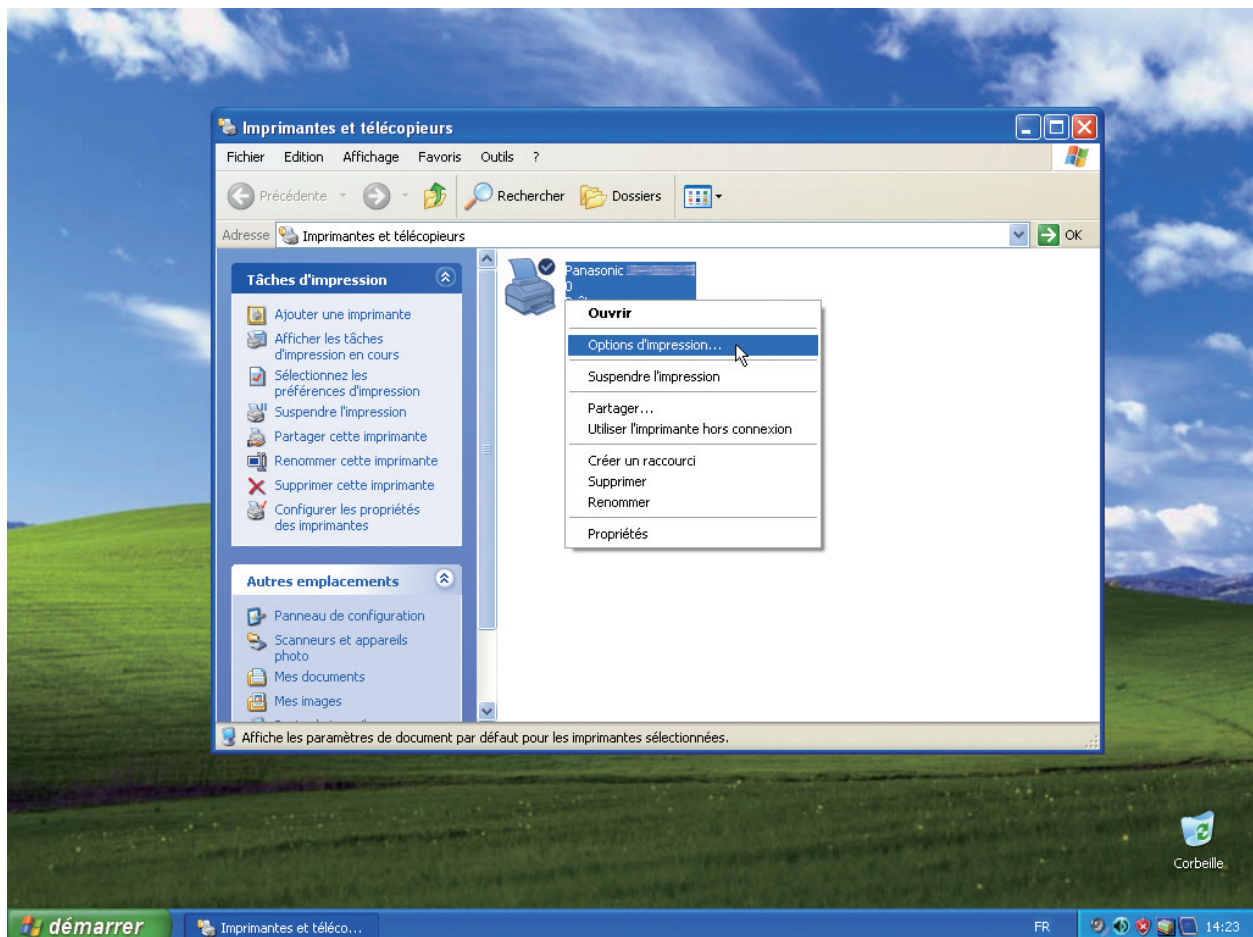 Imprimantes et télécopieurs
Fichier Edition Affichage Favoris Outils ?
Précédente Rechercher Dossiers
Adresse Imprimantes et télécopieurs OK
Tâches d'impression
Ajouter une imprimante
Afficher les tâches
d'impression en cours
Sélectionnez les
préférences d'impression
Suspendre l'impression
Partager cette imprimante
Renommer cette imprimante
Supprimer cette imprimante
Configurer les propriétés
des imprimantes
Autres emplacements
Panneau de configuration
Scanneurs et appareils
photo
Mes documents
Mes images
Panasonic
0
Ouvrir
Options d'impression...
Suspendre l'impression
Partager...
Utiliser l'imprimante hors connexion
Créer un raccourci
Supprimer
Renommer
Propriétés
Affiche les paramètres de document par défaut pour les imprimantes sélectionnées.
Corbeille
démarrer Imprimantes et téléco... FR 14:23